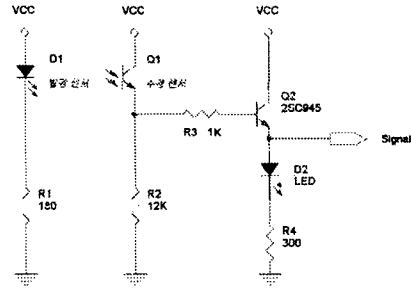 VCC
VCC
VCC
D1
발광 센서
Q1
수광 센서
Q2
2SC945
R3 1K
Signal
D2
LED
R1
180
R2
12K
R4
300